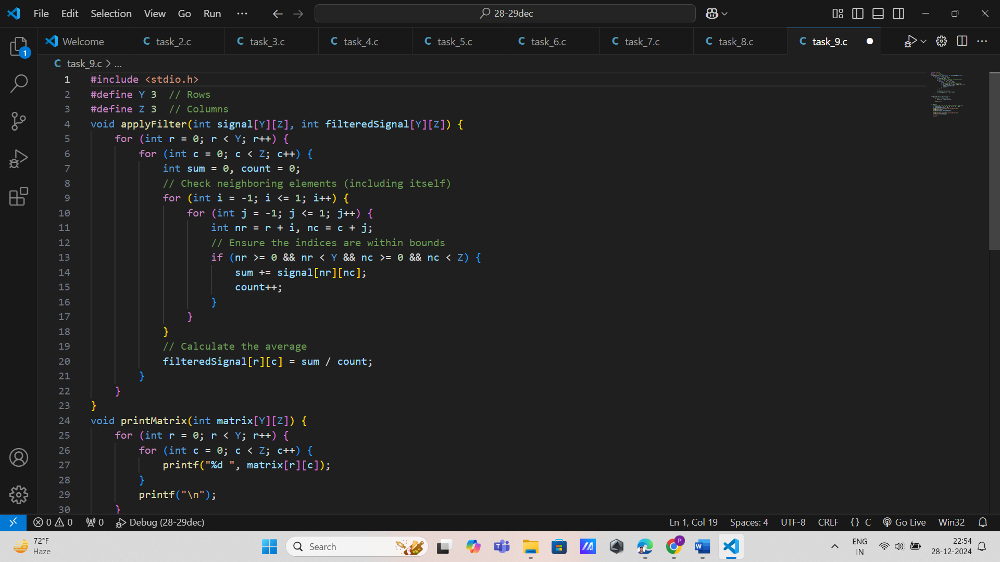 File Edit Selection View Go Run ··· 28-29dec
Welcome C task_2.c C task_3.c C task_4.c C task_5.c C task_6.c C task_7.c C task_8.c C task_9.c
C task_9.c > ...
1 #include <stdio.h>
2 #define Y 3  // Rows
3 #define Z 3  // Columns
4 void applyFilter(int signal[Y][Z], int filteredSignal[Y][Z]) {
5     for (int r = 0; r < Y; r++) {
6         for (int c = 0; c < Z; c++) {
7             int sum = 0, count = 0;
8             // Check neighboring elements (including itself)
9             for (int i = -1; i <= 1; i++) {
10                 for (int j = -1; j <= 1; j++) {
11                     int nr = r + i, nc = c + j;
12                     // Ensure the indices are within bounds
13                     if (nr >= 0 && nr < Y && nc >= 0 && nc < Z) {
14                         sum += signal[nr][nc];
15                         count++;
16                     }
17                 }
18             }
19             // Calculate the average
20             filteredSignal[r][c] = sum / count;
21         }
22     }
23 }
24 void printMatrix(int matrix[Y][Z]) {
25     for (int r = 0; r < Y; r++) {
26         for (int c = 0; c < Z; c++) {
27             printf("%d ", matrix[r][c]);
28         }
29         printf("\n");
30     }
1
0 0 0 Debug (28-29dec) Ln 1, Col 19 Spaces: 4 UTF-8 CRLF {} C Go Live Win32
72°F
Haze
Search
P
W
ENG
IN
22:54
28-12-2024